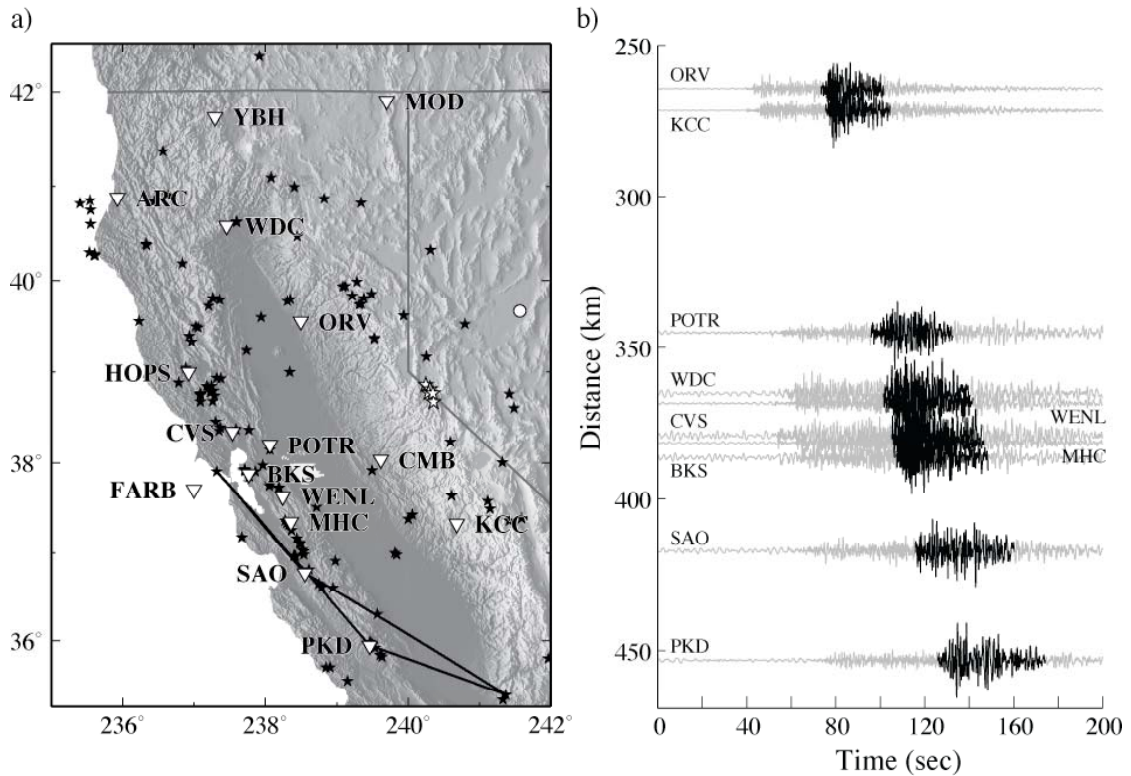 a)
42°
40°
38°
36°
236°
238°
240°
242°
YBH
MOD
ARC
WDC
ORV
HOPS
CVS
POTR
CMB
BKS
FARB
WENL
MHC
KCC
SAO
PKD
b)
250
300
350
400
450
Distance (km)
ORV
KCC
POTR
WDC
WENL
CVS
MHC
BKS
SAO
PKD
0
40
80
120
160
200
Time (sec)